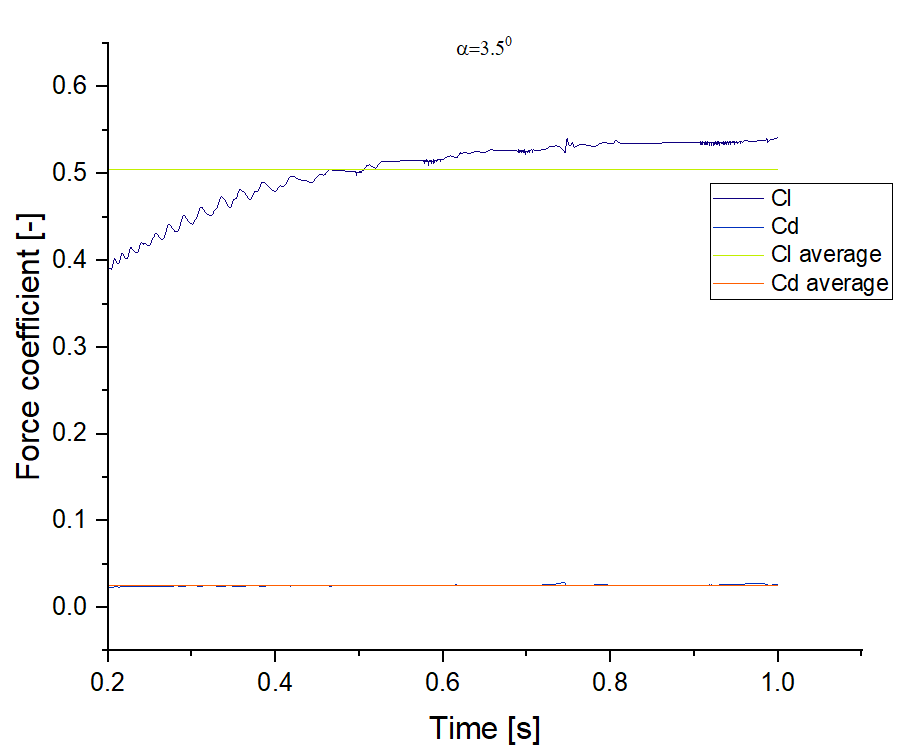 α=3.5⁰
0.6
0.5
0.4
0.3
0.2
0.1
0.0
Force coefficient [-]
Cl
Cd
Cl average
Cd average
0.2 0.4 0.6 0.8 1.0
Time [s]